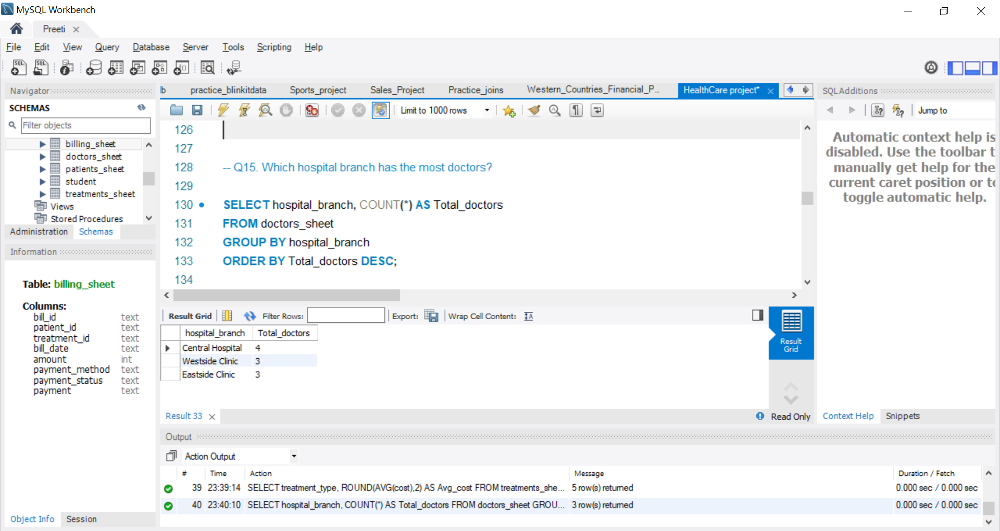 MySQL Workbench
Preeti
File Edit View Query Database Server Tools Scripting Help
Navigator
SCHEMAS
Filter objects
billing_sheet
doctors_sheet
patients_sheet
student
treatments_sheet
Views
Stored Procedures
Administration Schemas
Information
Table: billing_sheet
Columns:
bill_id text
patient_id text
treatment_id text
bill_date text
amount int
payment_method text
payment_status text
payment text
Object Info Session
lb practice_blinkitdata Sports_project Sales_Project Practice_joins Western_Countries_Financial_P... HealthCare project*
Limit to 1000 rows
126
127
128 -- Q15. Which hospital branch has the most doctors?
129
130 SELECT hospital_branch, COUNT(*) AS Total_doctors
131 FROM doctors_sheet
132 GROUP BY hospital_branch
133 ORDER BY Total_doctors DESC;
134
Result Grid Filter Rows: Export: Wrap Cell Content:
hospital_branch Total_doctors
Central Hospital 4
Westside Clinic 3
Eastside Clinic 3
Result Grid
Result 33 Read Only
SQLAdditions
Jump to
Automatic context help is
disabled. Use the toolbar t
manually get help for the
current caret position or to
toggle automatic help.
Context Help Snippets
Output
Action Output
# Time Action Message Duration / Fetch
39 23:39:14 SELECT treatment_type, ROUND(AVG(cost),2) AS Avg_cost FROM treatments_she... 5 row(s) returned 0.000 sec / 0.000 sec
40 23:40:10 SELECT hospital_branch, COUNT(*) AS Total_doctors FROM doctors_sheet GROU... 3 row(s) returned 0.000 sec / 0.000 sec